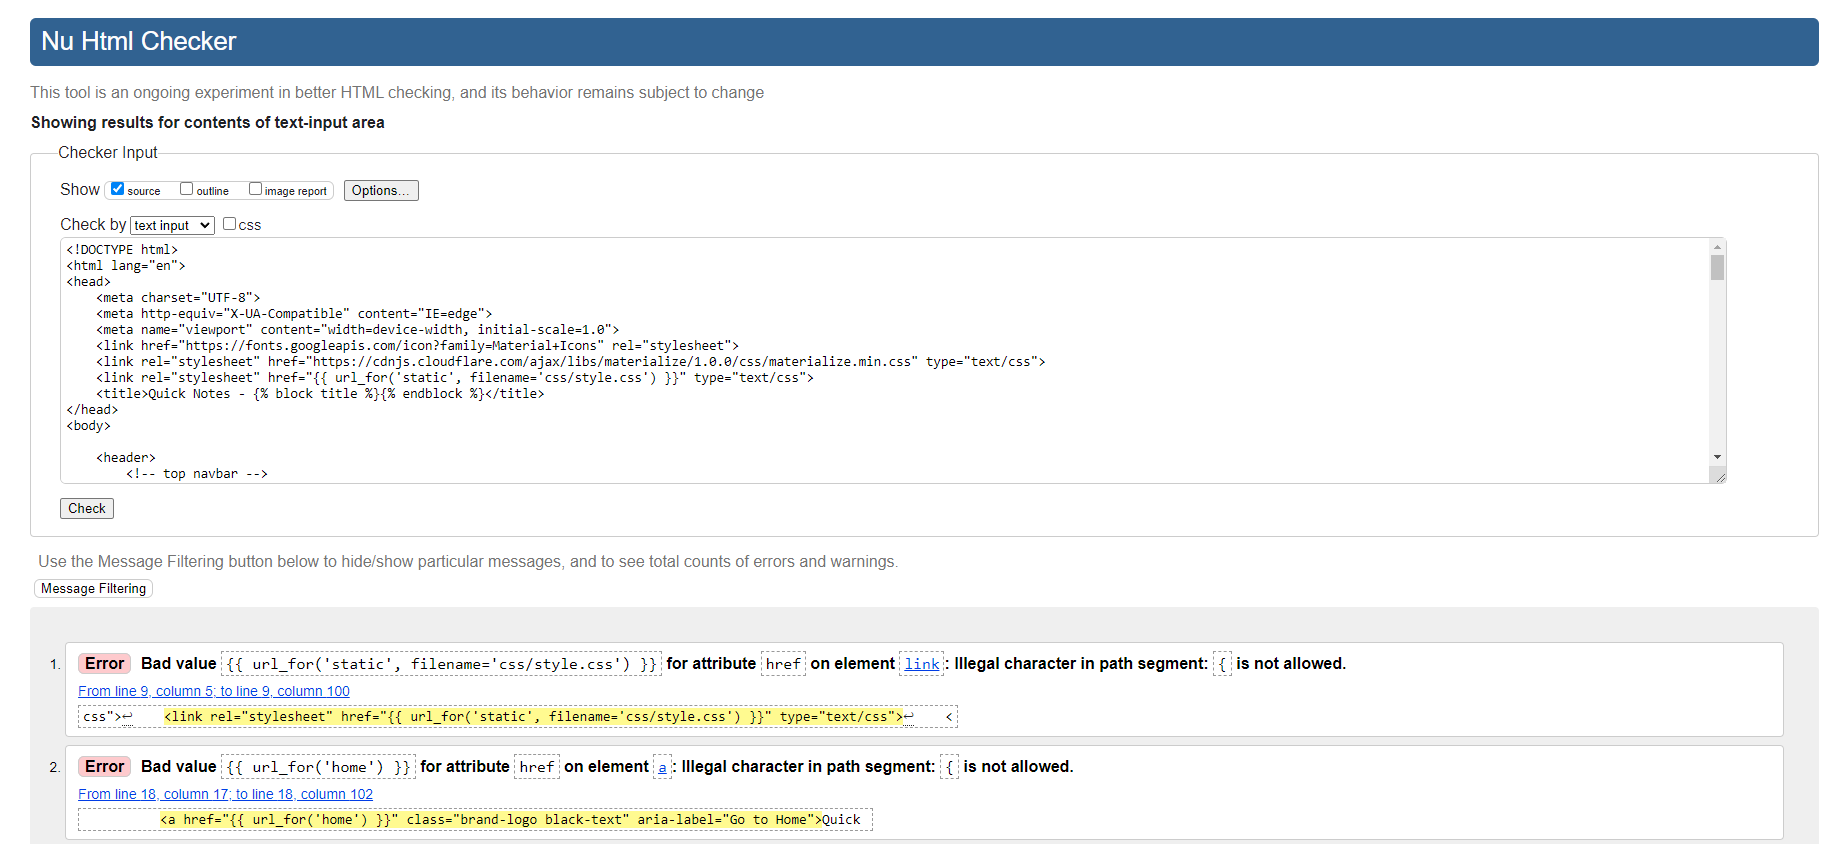 Nu Html Checker
This tool is an ongoing experiment in better HTML checking, and its behavior remains subject to change
Showing results for contents of text-input area
Checker Input
Show source outline image report Options...
Check by text input css
<!DOCTYPE html>
<html lang="en">
<head>
    <meta charset="UTF-8">
    <meta http-equiv="X-UA-Compatible" content="IE=edge">
    <meta name="viewport" content="width=device-width, initial-scale=1.0">
    <link href="https://fonts.googleapis.com/icon?family=Material+Icons" rel="stylesheet">
    <link rel="stylesheet" href="https://cdnjs.cloudflare.com/ajax/libs/materialize/1.0.0/css/materialize.min.css" type="text/css">
    <link rel="stylesheet" href="{{ url_for('static', filename='css/style.css') }}" type="text/css">
    <title>Quick Notes - {% block title %}{% endblock %}</title>
</head>
<body>
    <header>
        <!-- top navbar -->
Check
Use the Message Filtering button below to hide/show particular messages, and to see total counts of errors and warnings.
Message Filtering
1. Error Bad value {{ url_for('static', filename='css/style.css') }} for attribute href on element link: Illegal character in path segment: { is not allowed.
From line 9, column 5; to line 9, column 100
css">↩    <link rel="stylesheet" href="{{ url_for('static', filename='css/style.css') }}" type="text/css">↩    <
2. Error Bad value {{ url_for('home') }} for attribute href on element a: Illegal character in path segment: { is not allowed.
From line 18, column 17; to line 18, column 102
<a href="{{ url_for('home') }}" class="brand-logo black-text" aria-label="Go to Home">Quick